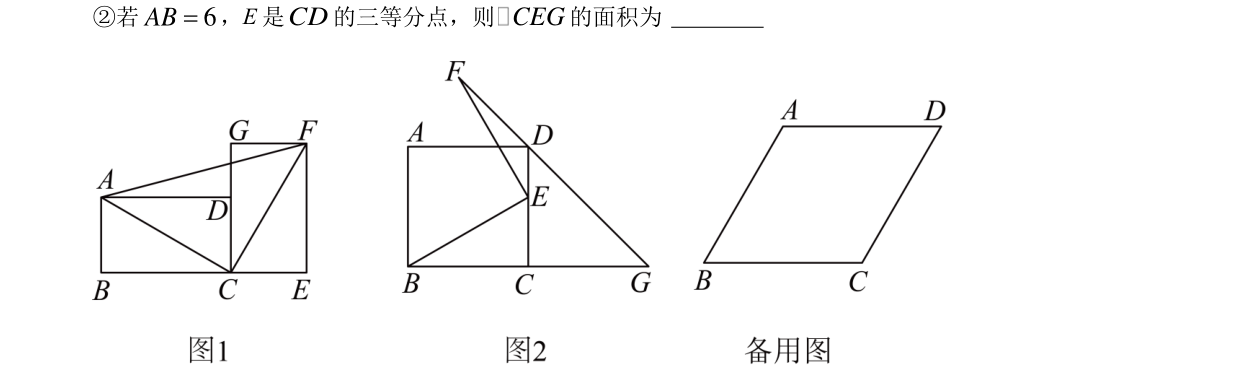 ②若 AB = 6，E 是 CD 的三等分点，则▯CEG 的面积为 ________
F
A D
A D
G F
A
E
D
B C E
B C G
B C
图1 图2 备用图